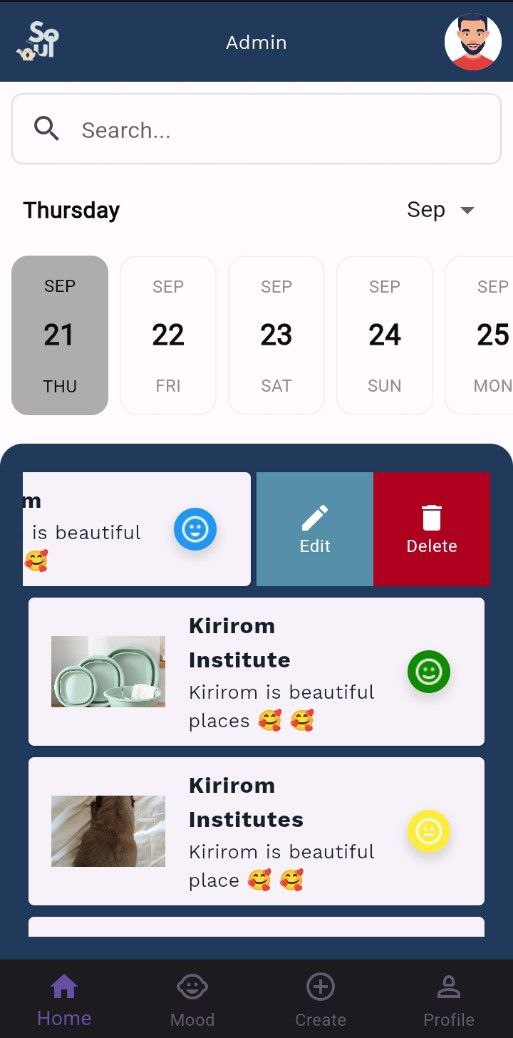 Soul
Admin
Search...
Thursday
Sep
SEP
21
THU
SEP
22
FRI
SEP
23
SAT
SEP
24
SUN
SEP
25
MON
m
is beautiful
🥰
Edit
Delete
Kirirom
Institute
Kirirom is beautiful
places 🥰 🥰
Kirirom
Institutes
Kirirom is beautiful
place 🥰 🥰
Home
Mood
Create
Profile